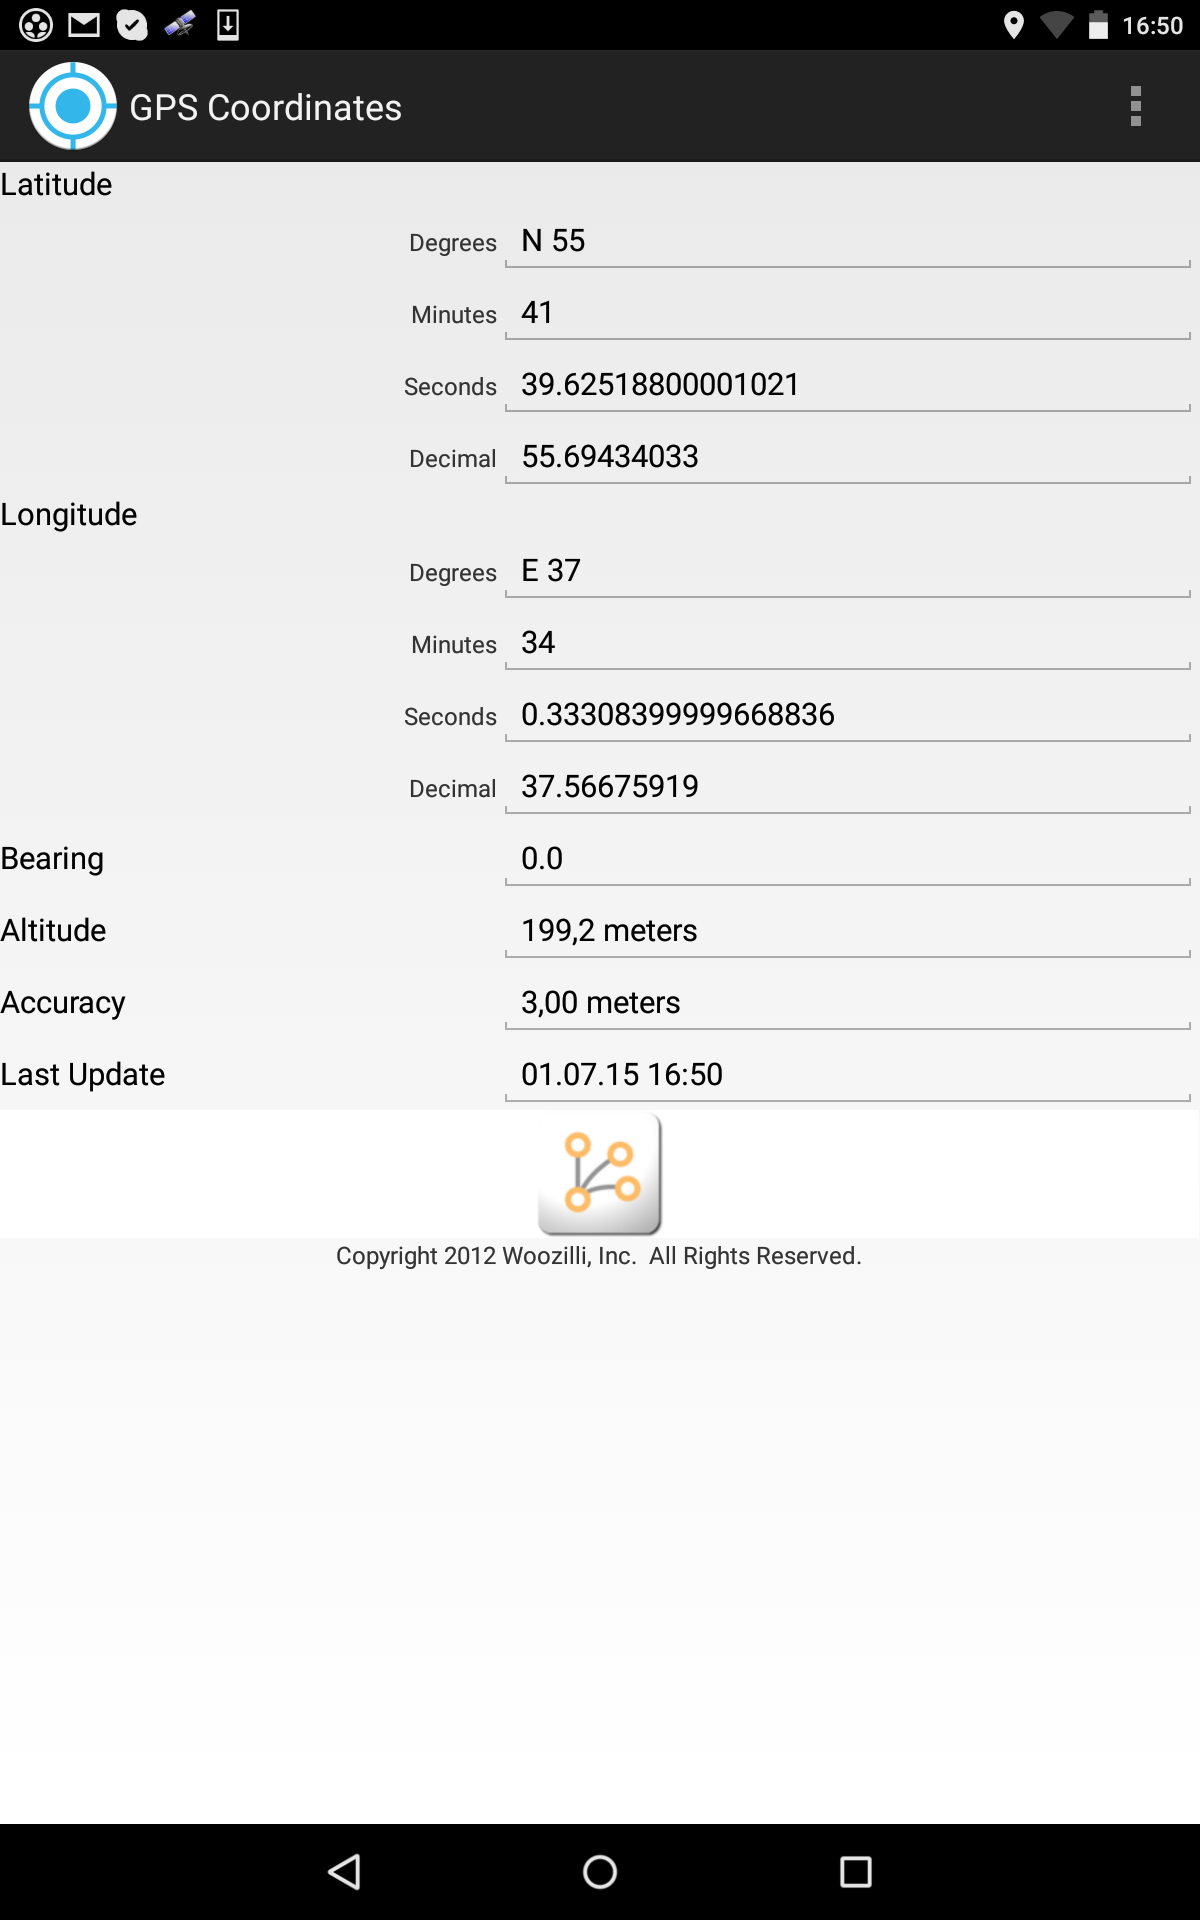 16:50
GPS Coordinates
Latitude
Degrees N 55
Minutes 41
Seconds 39.62518800001021
Decimal 55.69434033
Longitude
Degrees E 37
Minutes 34
Seconds 0.33308399999668836
Decimal 37.56675919
Bearing 0.0
Altitude 199,2 meters
Accuracy 3,00 meters
Last Update 01.07.15 16:50
Copyright 2012 Woozilli, Inc.  All Rights Reserved.